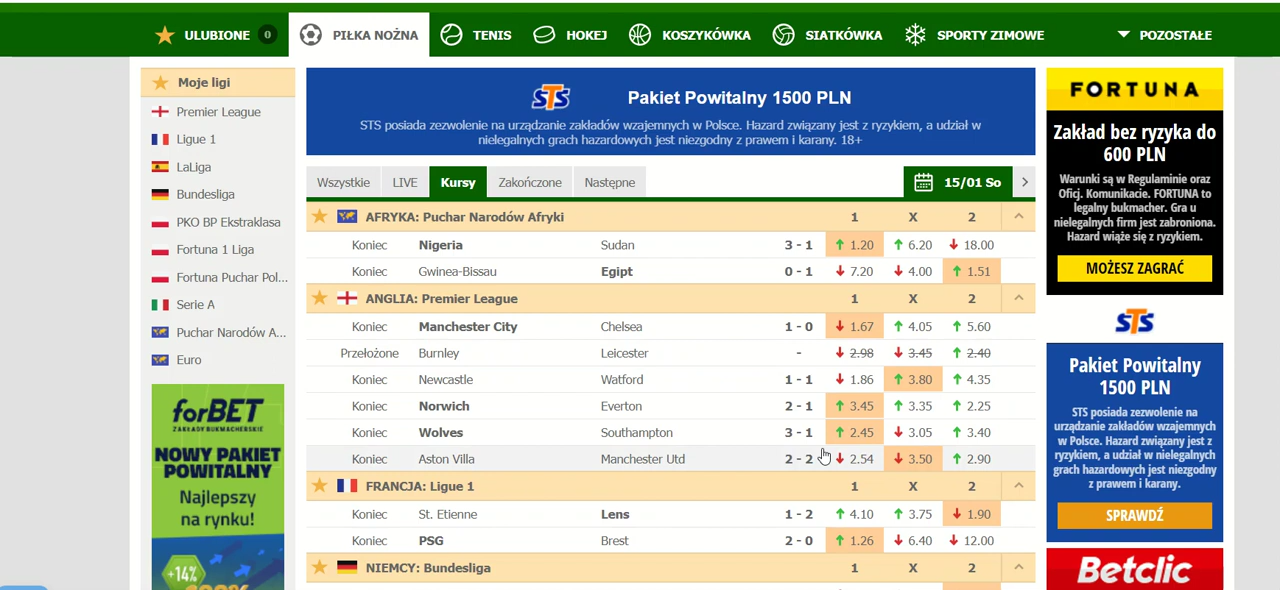 ULUBIONE 0 PIŁKA NOŻNA TENIS HOKEJ KOSZYKÓWKA SIATKÓWKA SPORTY ZIMOWE POZOSTAŁE
Moje ligi
Premier League
Ligue 1
LaLiga
Bundesliga
PKO BP Ekstraklasa
Fortuna 1 Liga
Fortuna Puchar Pol...
Serie A
Puchar Narodów A...
Euro
forBET
ZAKŁADY BUKMACHERSKIE
NOWY PAKIET
POWITALNY
Najlepszy
na rynku!
+14%
STS Pakiet Powitalny 1500 PLN
STS posiada zezwolenie na urządzanie zakładów wzajemnych w Polsce. Hazard związany jest z ryzykiem, a udział w
nielegalnych grach hazardowych jest niezgodny z prawem i karany. 18+
Wszystkie LIVE Kursy Zakończone Następne 15/01 So
AFRYKA: Puchar Narodów Afryki 1 X 2
Koniec Nigeria Sudan 3 - 1 1.20 6.20 18.00
Koniec Gwinea-Bissau Egipt 0 - 1 7.20 4.00 1.51
ANGLIA: Premier League 1 X 2
Koniec Manchester City Chelsea 1 - 0 1.67 4.05 5.60
Przełożone Burnley Leicester - 2.98 3.45 2.40
Koniec Newcastle Watford 1 - 1 1.86 3.80 4.35
Koniec Norwich Everton 2 - 1 3.45 3.35 2.25
Koniec Wolves Southampton 3 - 1 2.45 3.05 3.40
Koniec Aston Villa Manchester Utd 2 - 2 2.54 3.50 2.90
FRANCJA: Ligue 1 1 X 2
Koniec St. Etienne Lens 1 - 2 4.10 3.75 1.90
Koniec PSG Brest 2 - 0 1.26 6.40 12.00
NIEMCY: Bundesliga 1 X 2
FORTUNA
Zakład bez ryzyka do
600 PLN
Warunki są w Regulaminie oraz
Oficj. Komunikacie. FORTUNA to
legalny bukmacher. Gra u
nielegalnych firm jest zabroniona.
Hazard wiąże się z ryzykiem.
MOŻESZ ZAGRAĆ
STS
Pakiet Powitalny
1500 PLN
STS posiada zezwolenie na
urządzanie zakładów wzajemnych w
Polsce. Hazard związany jest z
ryzykiem, a udział w nielegalnych
grach hazardowych jest niezgodny
z prawem i karany.
SPRAWDŹ
Betclic